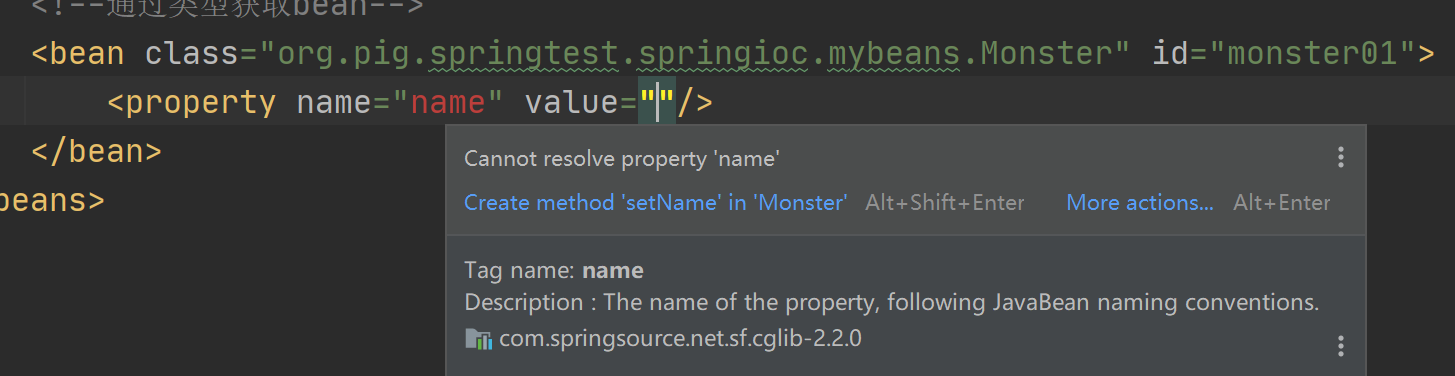 <!--通过类型获取bean-->
<bean class="org.pig.springtest.springioc.mybeans.Monster" id="monster01">
<property name="name" value=""/>
</bean>
beans>
Cannot resolve property 'name'
Create method 'setName' in 'Monster' Alt+Shift+Enter More actions... Alt+Enter
Tag name: name
Description : The name of the property, following JavaBean naming conventions.
com.springsource.net.sf.cglib-2.2.0